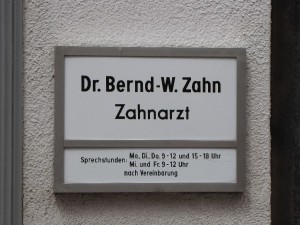 Dr. Bernd-W. Zahn
Zahnarzt
Sprechstunden: Mo, Di, Do. 9-12 und 15-18 Uhr
Mi. und Fr. 9-12 Uhr
nach Vereinbarung